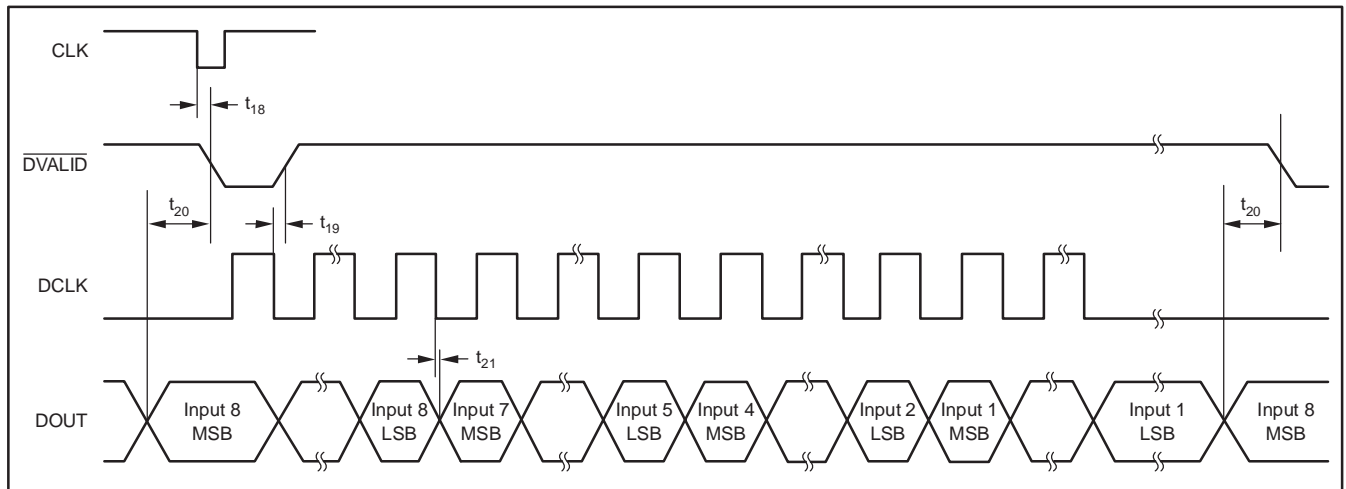 CLK
t18
DVALID
t20
t19
t20
DCLK
t21
DOUT
Input 8
MSB
Input 8
LSB
Input 7
MSB
Input 5
LSB
Input 4
MSB
Input 2
LSB
Input 1
MSB
Input 1
LSB
Input 8
MSB